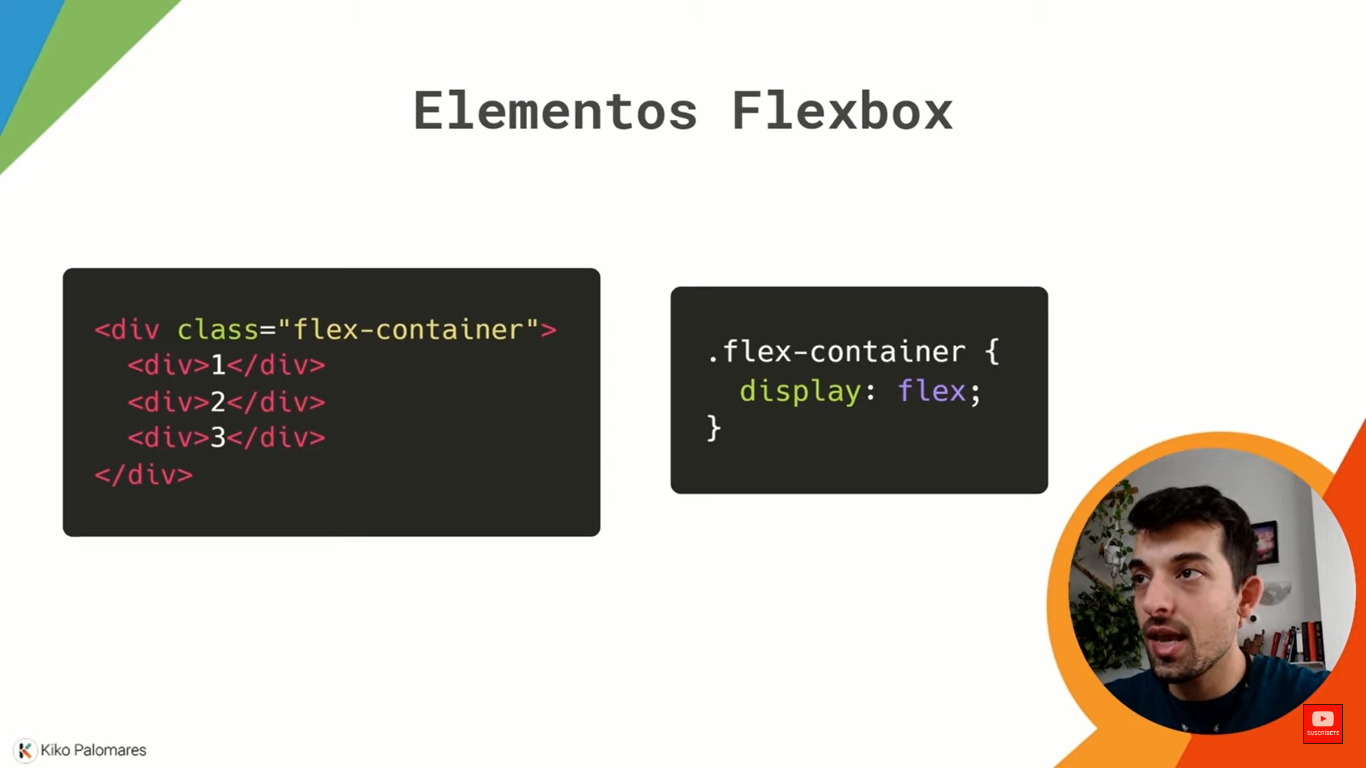 Elementos Flexbox
<div class="flex-container">
  <div>1</div>
  <div>2</div>
  <div>3</div>
</div>
.flex-container {
  display: flex;
}
Kiko Palomares
SUSCRÍBETE